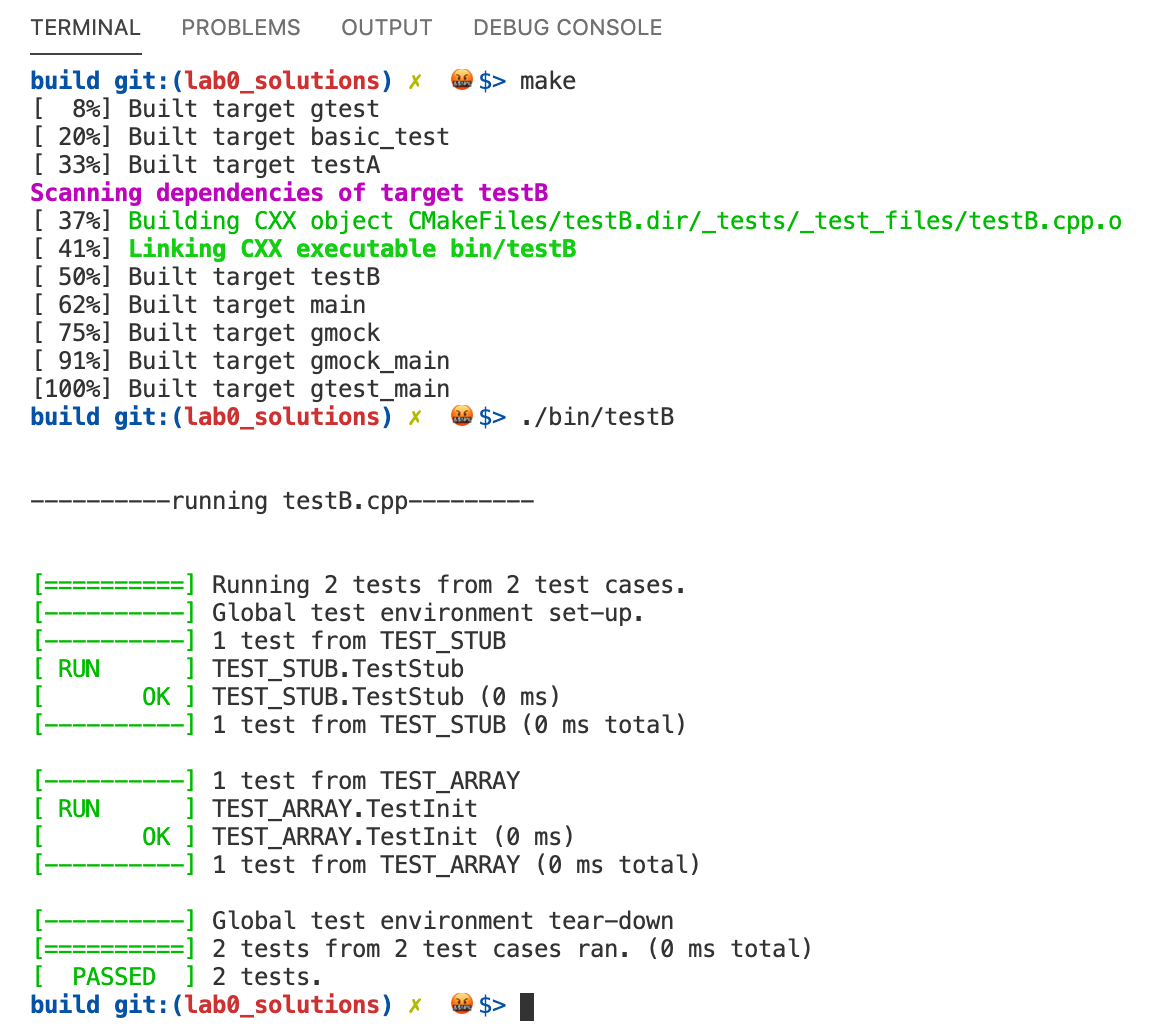 TERMINAL PROBLEMS OUTPUT DEBUG CONSOLE
build git:(lab0_solutions) ✗ 🤬 $> make
[  8%] Built target gtest
[ 20%] Built target basic_test
[ 33%] Built target testA
Scanning dependencies of target testB
[ 37%] Building CXX object CMakeFiles/testB.dir/_tests/_test_files/testB.cpp.o
[ 41%] Linking CXX executable bin/testB
[ 50%] Built target testB
[ 62%] Built target main
[ 75%] Built target gmock
[ 91%] Built target gmock_main
[100%] Built target gtest_main
build git:(lab0_solutions) ✗ 🤬 $> ./bin/testB
----------running testB.cpp---------
[==========] Running 2 tests from 2 test cases.
[----------] Global test environment set-up.
[----------] 1 test from TEST_STUB
[ RUN      ] TEST_STUB.TestStub
[       OK ] TEST_STUB.TestStub (0 ms)
[----------] 1 test from TEST_STUB (0 ms total)
[----------] 1 test from TEST_ARRAY
[ RUN      ] TEST_ARRAY.TestInit
[       OK ] TEST_ARRAY.TestInit (0 ms)
[----------] 1 test from TEST_ARRAY (0 ms total)
[----------] Global test environment tear-down
[==========] 2 tests from 2 test cases ran. (0 ms total)
[  PASSED  ] 2 tests.
build git:(lab0_solutions) ✗ 🤬 $>